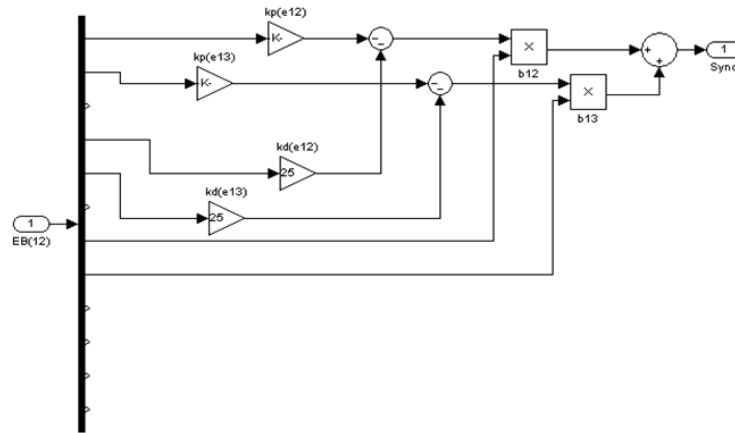 kp(e12)
K-
kp(e13)
K-
b12
1
Sync
b13
kd(e12)
25
kd(e13)
25
1
EB(12)